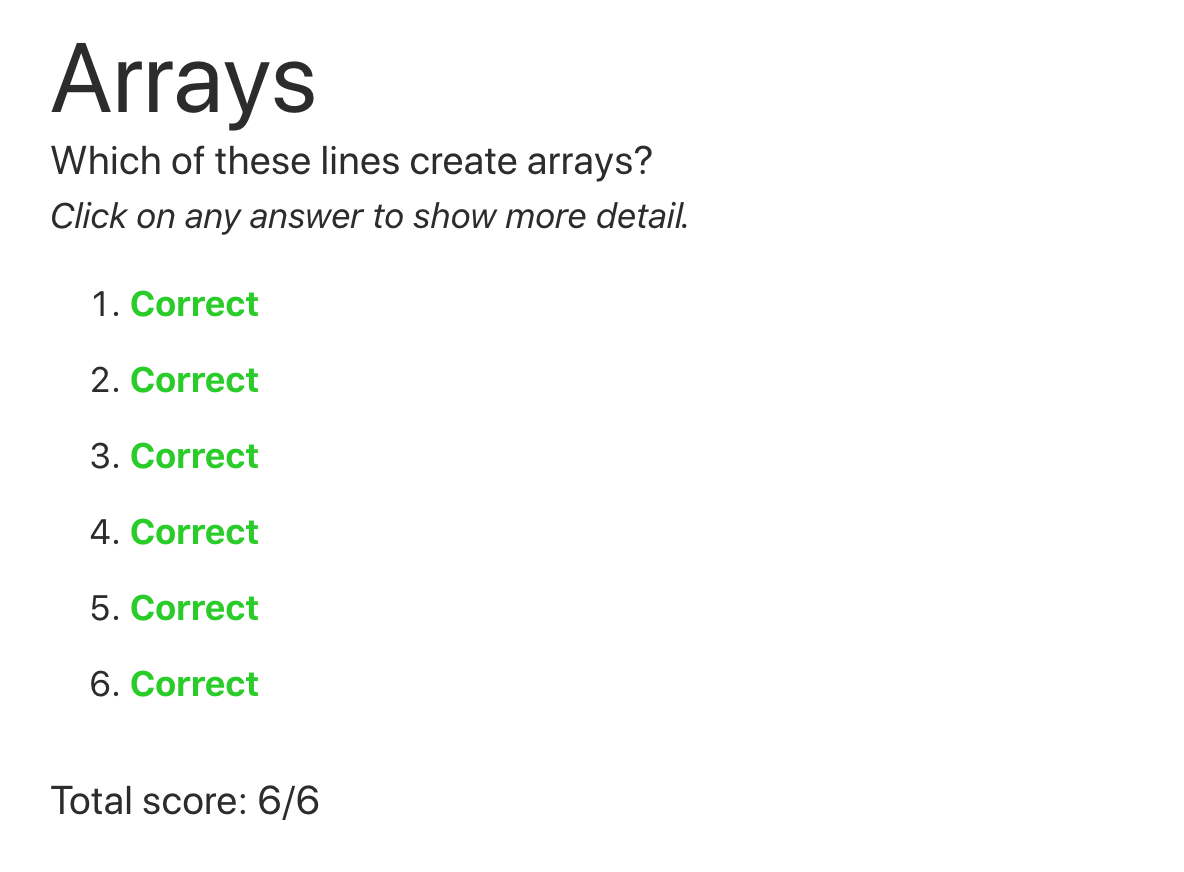 Arrays
Which of these lines create arrays?
Click on any answer to show more detail.
1. Correct
2. Correct
3. Correct
4. Correct
5. Correct
6. Correct
Total score: 6/6